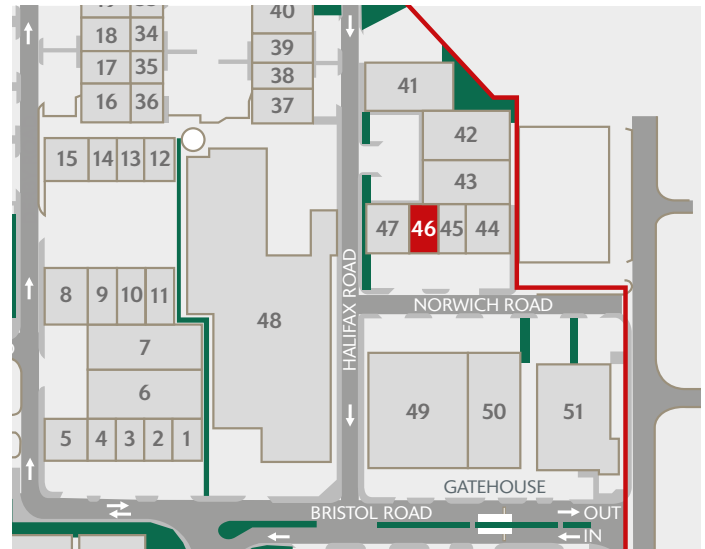 19 33 40
18 34 39
17 35 38
16 36 37
41
42
15 14 13 12
43
47 46 45 44
8 9 10 11
HALIFAX ROAD
NORWICH ROAD
48
7
6
49 50 51
5 4 3 2 1
GATEHOUSE
BRISTOL ROAD
OUT
IN